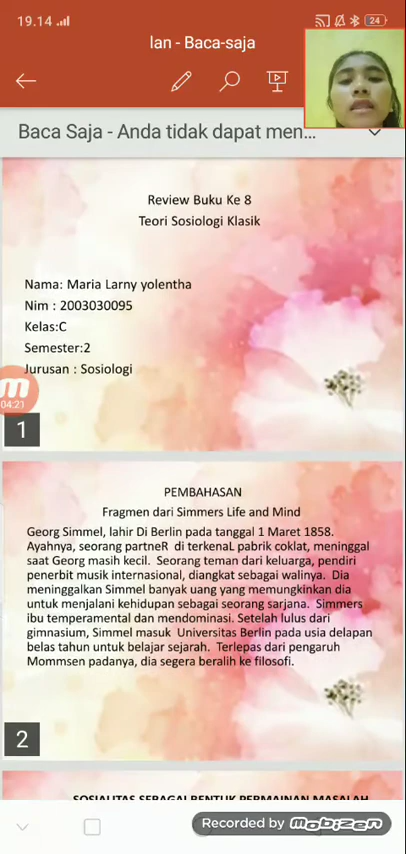 19.14
24
lan - Baca-saja
Baca Saja - Anda tidak dapat men...
Review Buku Ke 8
Teori Sosiologi Klasik
Nama: Maria Larny yolentha
Nim : 2003030095
Kelas:C
Semester:2
Jurusan : Sosiologi
04:21
1
PEMBAHASAN
Fragmen dari Simmers Life and Mind
Georg Simmel, lahir Di Berlin pada tanggal 1 Maret 1858.
Ayahnya, seorang partneR di terkenaL pabrik coklat, meninggal
saat Georg masih kecil. Seorang teman dari keluarga, pendiri
penerbit musik internasional, diangkat sebagai walinya. Dia
meninggalkan Simmel banyak uang yang memungkinkan dia
untuk menjalani kehidupan sebagai seorang sarjana. Simmers
ibu temperamental dan mendominasi. Setelah lulus dari
gimnasium, Simmel masuk Universitas Berlin pada usia delapan
belas tahun untuk belajar sejarah. Terlepas dari pengaruh
Mommsen padanya, dia segera beralih ke filosofi.
2
SOSIALITAS SEBAGAI BENTUK PERMAINAN MASALAH
Recorded by mobizen